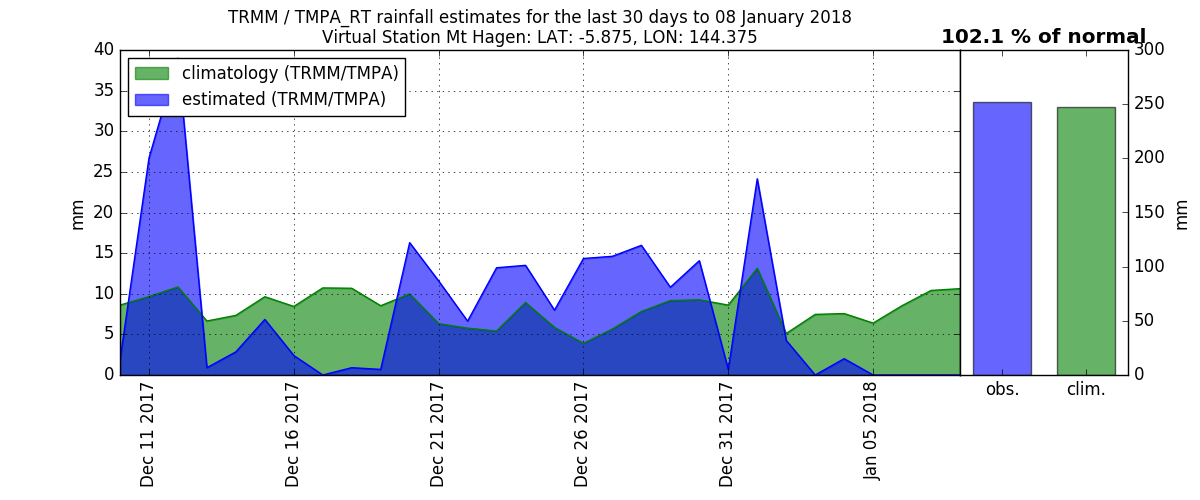 TRMM / TMPA_RT rainfall estimates for the last 30 days to 08 January 2018
Virtual Station Mt Hagen: LAT: -5.875, LON: 144.375
102.1 % of normal
climatology (TRMM/TMPA)
estimated (TRMM/TMPA)
mm
40
35
30
25
20
15
10
5
0
Dec 11 2017
Dec 16 2017
Dec 21 2017
Dec 26 2017
Dec 31 2017
Jan 05 2018
300
250
200
150
100
50
0
mm
obs.
clim.